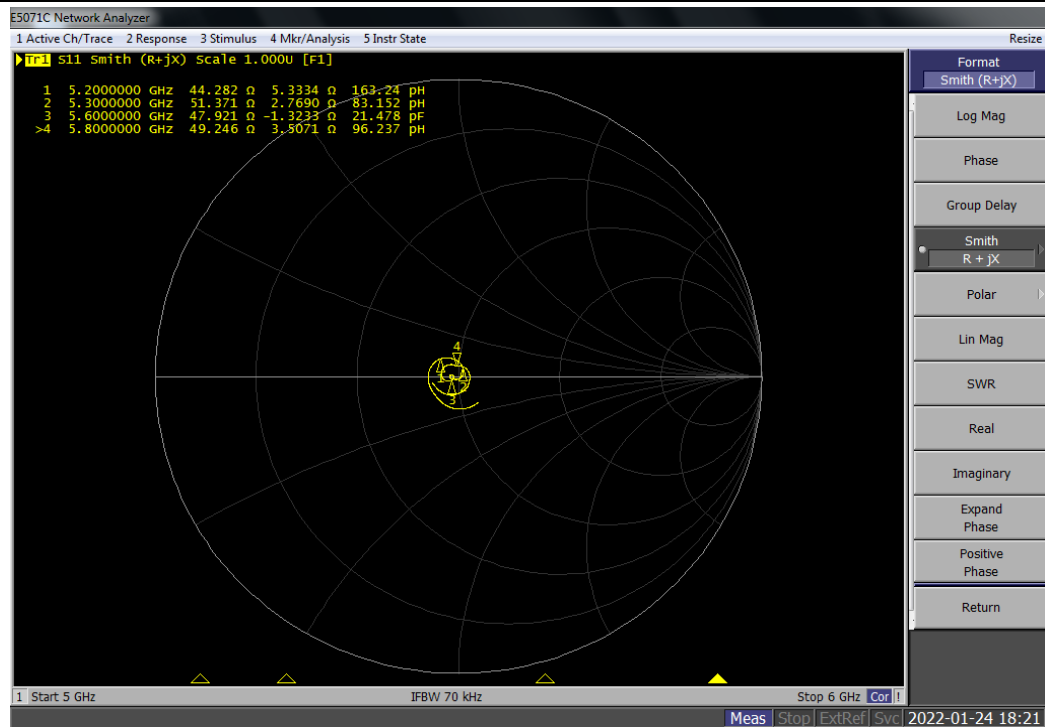 E5071C Network Analyzer
1 Active Ch/Trace 2 Response 3 Stimulus 4 Mkr/Analysis 5 Instr State Resize
Tr1 S11 Smith (R+jX) Scale 1.000U [F1]
1 5.2000000 GHz 44.282 Ω 5.3334 Ω 163.24 pH
2 5.3000000 GHz 51.371 Ω 2.7690 Ω 83.152 pH
3 5.6000000 GHz 47.921 Ω -1.3233 Ω 21.478 pF
>4 5.8000000 GHz 49.246 Ω 3.5071 Ω 96.237 pH
4
1
2
3
Format
Smith (R+jX)
Log Mag
Phase
Group Delay
Smith
R + jX
Polar
Lin Mag
SWR
Real
Imaginary
Expand
Phase
Positive
Phase
Return
1 Start 5 GHz IFBW 70 kHz Stop 6 GHz Cor !
Meas Stop ExtRef Svc 2022-01-24 18:21